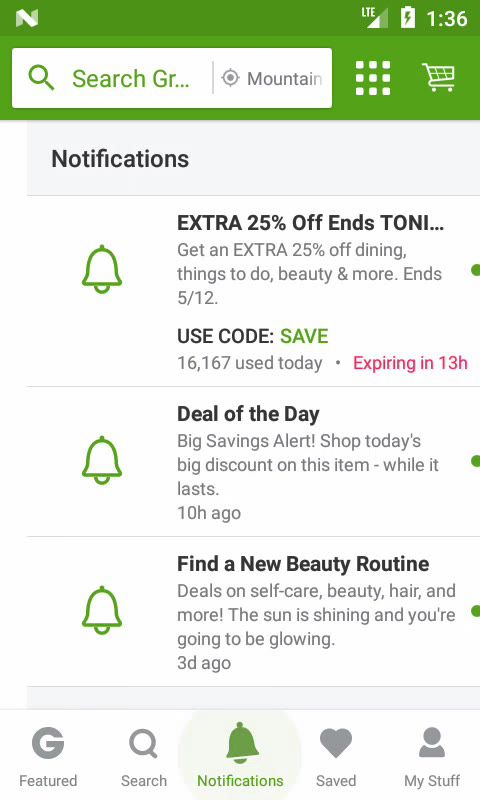 LTE 1:36
Search Gr... Mountain
Notifications
EXTRA 25% Off Ends TONI...
Get an EXTRA 25% off dining,
things to do, beauty & more. Ends
5/12.
USE CODE: SAVE
16,167 used today • Expiring in 13h
Deal of the Day
Big Savings Alert! Shop today's
big discount on this item - while it
lasts.
10h ago
Find a New Beauty Routine
Deals on self-care, beauty, hair, and
more! The sun is shining and you're
going to be glowing.
3d ago
G
Featured Search Notifications Saved My Stuff